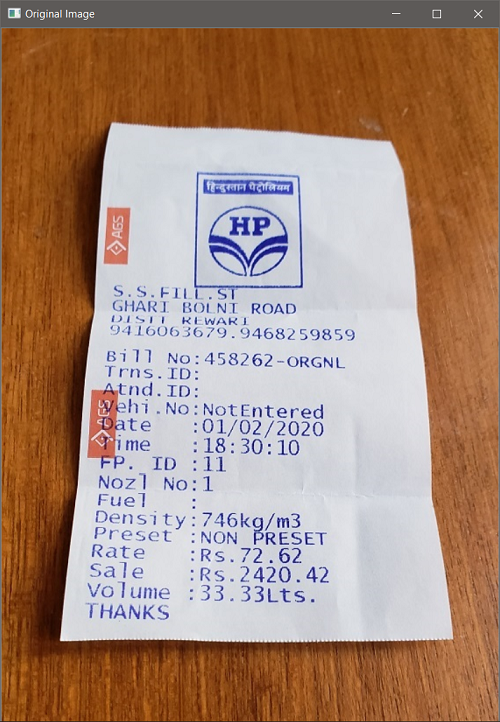 Original Image
हिन्दुस्तान पेट्रोलियम
HP
AGS
S.S.FILL.ST
GHARI BOLNI ROAD
DISTT REWARI
9416063679.9468259859
Bill No:458262-ORGNL
Trns.ID:
Atnd.ID:
Vehi.No:NotEntered
AGS
Date :01/02/2020
Time :18:30:10
FP. ID :11
Nozl No:1
Fuel :
Density:746kg/m3
Preset :NON PRESET
Rate :Rs.72.62
Sale :Rs.2420.42
Volume :33.33Lts.
THANKS